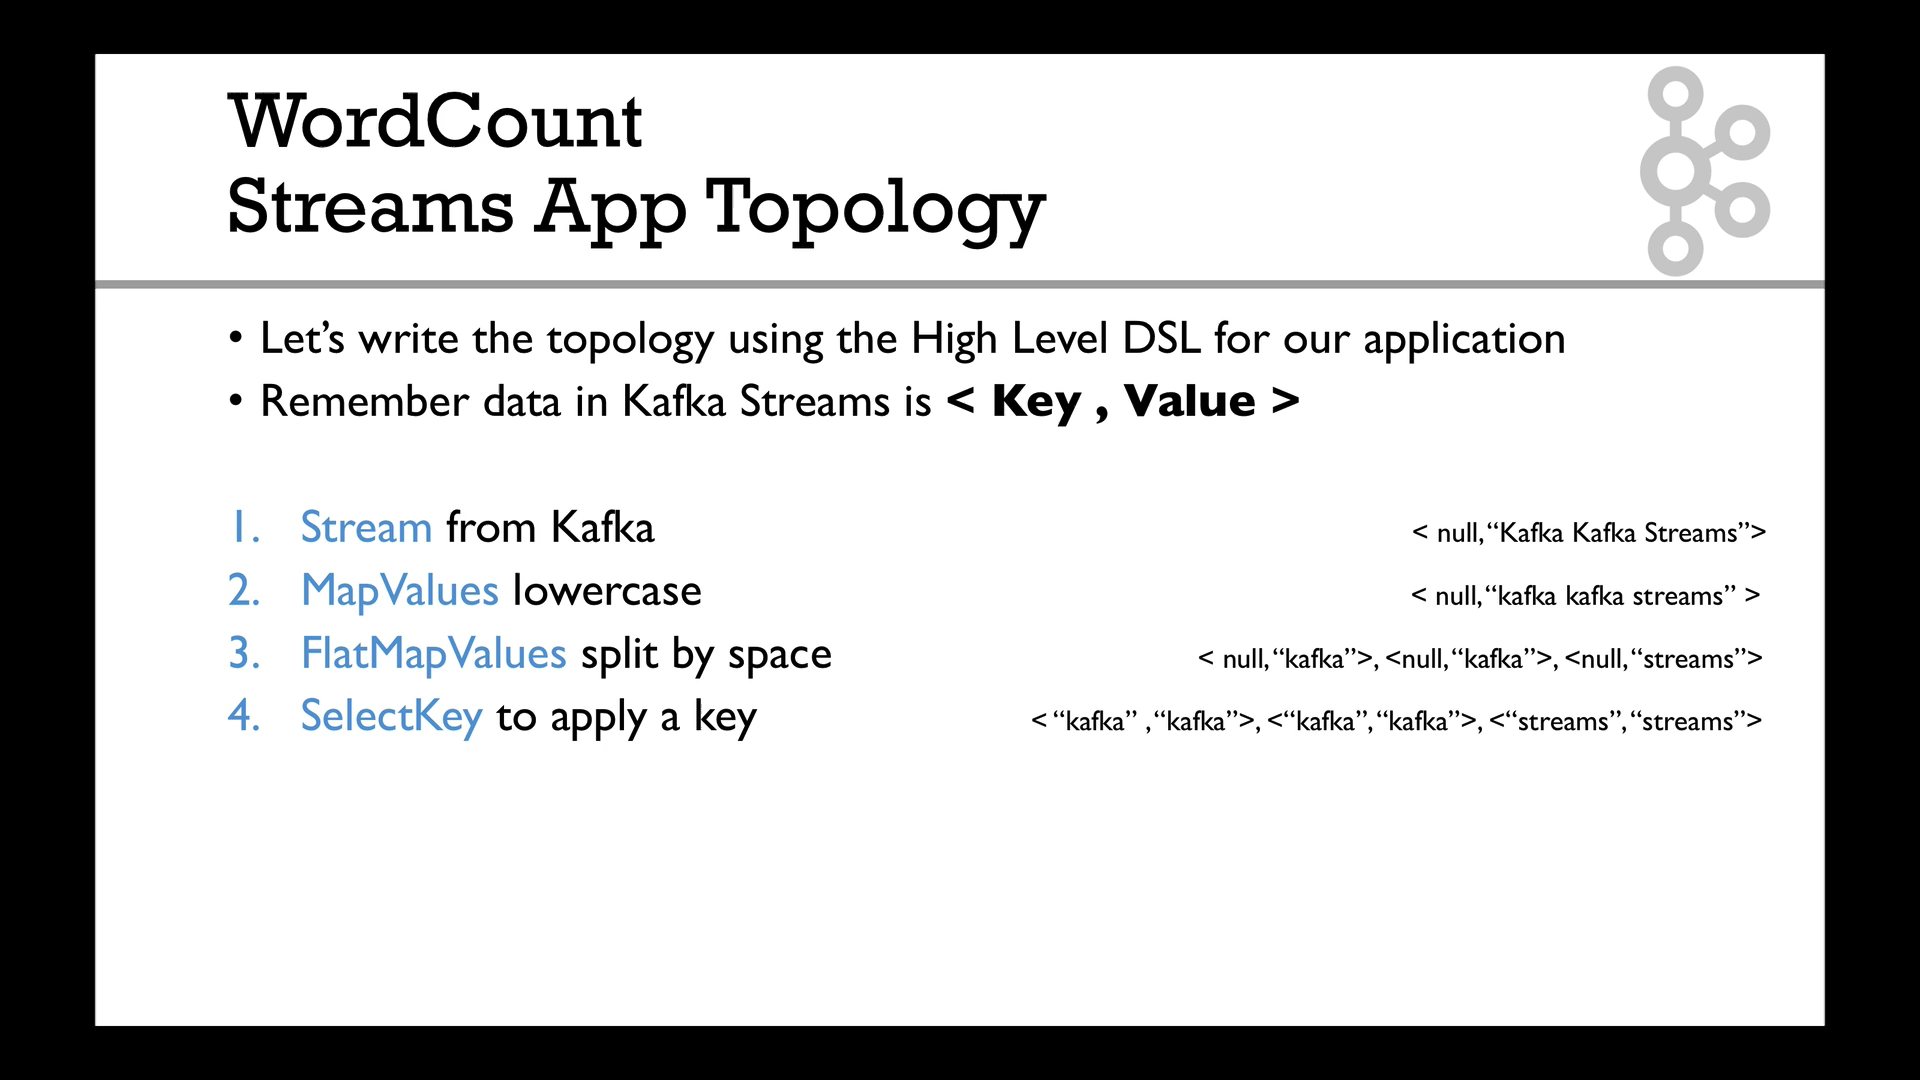 WordCount
Streams App Topology
• Let’s write the topology using the High Level DSL for our application
• Remember data in Kafka Streams is < Key , Value >
1. Stream from Kafka < null, “Kafka Kafka Streams”>
2. MapValues lowercase < null, “kafka kafka streams” >
3. FlatMapValues split by space < null, “kafka”>, <null, “kafka”>, <null, “streams”>
4. SelectKey to apply a key < “kafka” , “kafka”>, <“kafka”, “kafka”>, <“streams”, “streams”>